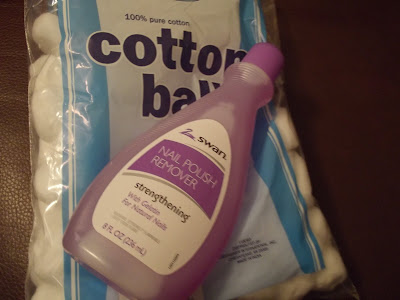 100% pure cotton
cotton
ball
swan
NAIL POLISH
REMOVER
strengthening
With Gelatin
For Natural Nails
8 FL OZ (236 mL)